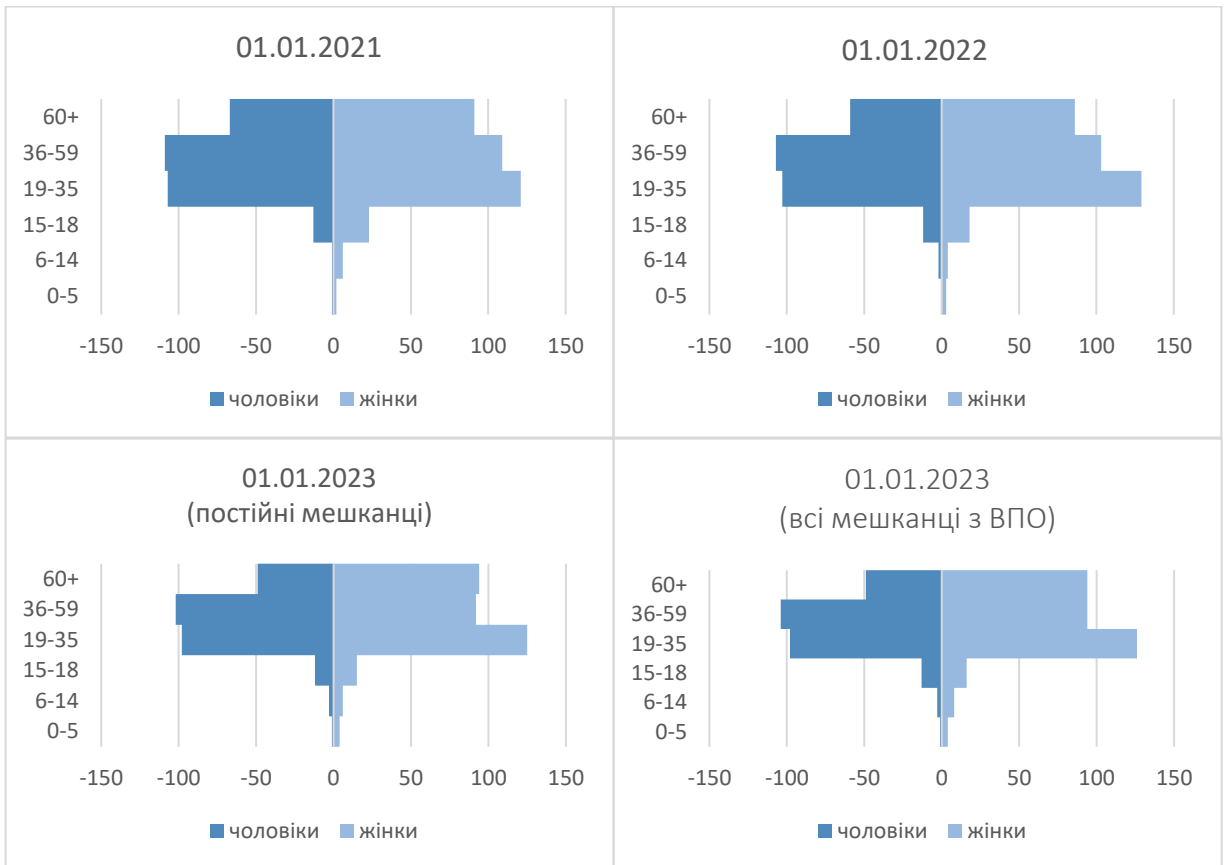 01.01.2021
60+
36-59
19-35
15-18
6-14
0-5
-150 -100 -50 0 50 100 150
чоловіки жінки
01.01.2022
60+
36-59
19-35
15-18
6-14
0-5
-150 -100 -50 0 50 100 150
чоловіки жінки
01.01.2023
(постійні мешканці)
60+
36-59
19-35
15-18
6-14
0-5
-150 -100 -50 0 50 100 150
чоловіки жінки
01.01.2023
(всі мешканці з ВПО)
60+
36-59
19-35
15-18
6-14
0-5
-150 -100 -50 0 50 100 150
чоловіки жінки